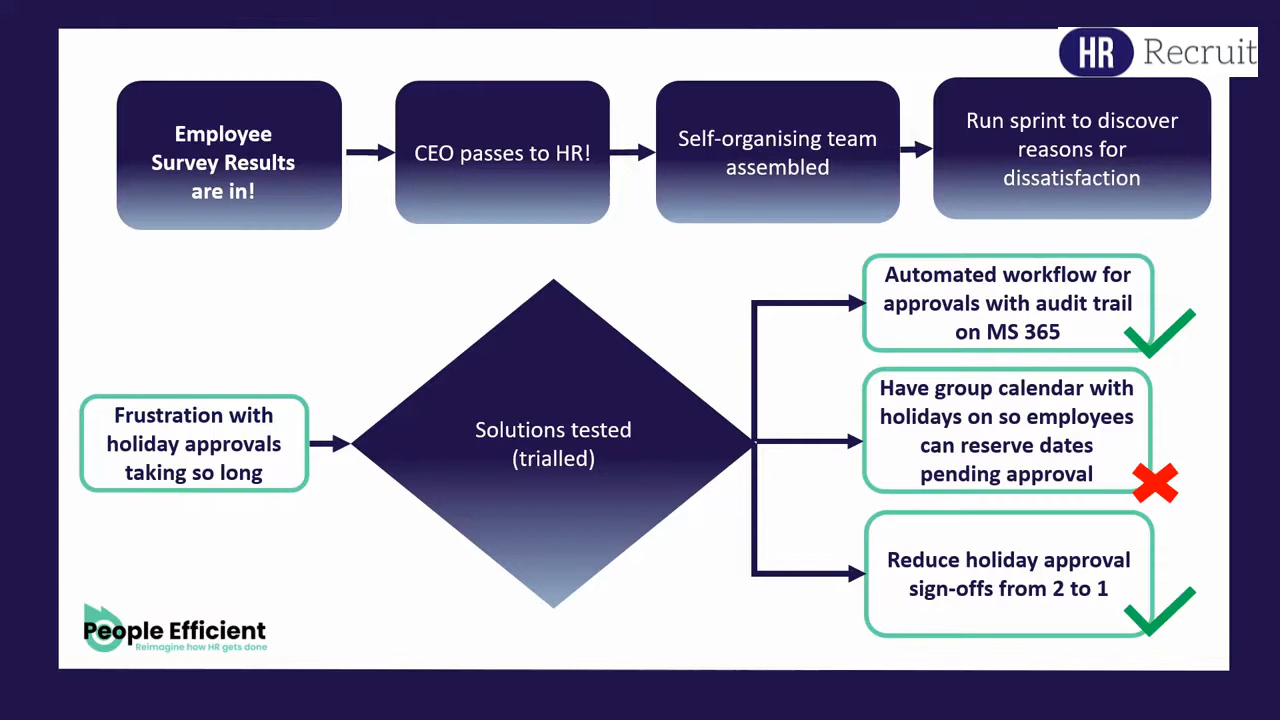 HR Recruit
Employee
Survey Results
are in!
CEO passes to HR!
Self-organising team
assembled
Run sprint to discover
reasons for
dissatisfaction
Frustration with
holiday approvals
taking so long
Solutions tested
(trialled)
Automated workflow for
approvals with audit trail
on MS 365
Have group calendar with
holidays on so employees
can reserve dates
pending approval
Reduce holiday approval
sign-offs from 2 to 1
People Efficient
Reimagine how HR gets done